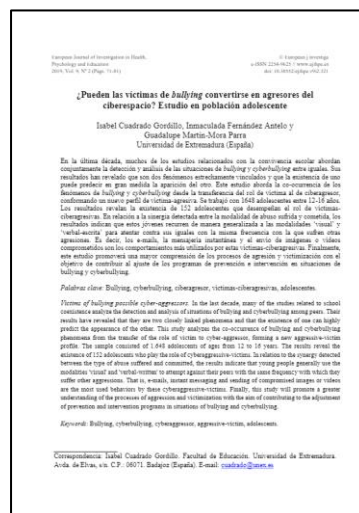 European Journal of Investigation in Health,
Psychology and Education
2019, Vol. 9, Nº 2 (Págs. 71-81)
© European j investig h
e-ISSN 2254-9625 // www.ejihpe.es
¿Pueden las víctimas de bullying convertirse en agresores del
ciberespacio? Estudio en población adolescente
Isabel Cuadrado Gordillo, Inmaculada Fernández Antelo y
Guadalupe Martín-Mora Parra
Universidad de Extremadura (España)
En la última década, muchos de los estudios relacionados con la convivencia escolar abordan
conjuntamente la detección y análisis de las situaciones de bullying y cyberbullying entre iguales. Sus
resultados han revelado que son dos fenómenos estrechamente vinculados y que la existencia de uno
puede predecir en gran medida la aparición del otro. Este estudio aborda la co-ocurrencia de los
fenómenos de bullying y cyberbullying desde la transferencia del rol de víctima al de ciberagresor,
conformando un nuevo perfil de víctima-agresiva. Se trabajó con 1648 adolescentes entre 12-16 años.
Los resultados revelan la existencia de 152 adolescentes que desempeñan el rol de víctimas-
ciberagresivas. En relación a la sinergia detectada entre la modalidad de abuso sufrida y cometida, los
resultados indican que estos jóvenes recurren de manera generalizada a las modalidades 'visual' y
'verbal-escrita' para atentar contra sus iguales con la misma frecuencia con la que sufren otras
agresiones. Es decir, los e-mails, la mensajería instantánea y el envío de imágenes o vídeos
comprometidos son los comportamientos más utilizados por estas víctimas-ciberagresivas. Finalmente,
este estudio promoverá una mayor comprensión de los procesos de agresión y victimización con el
objetivo de contribuir al ajuste de los programas de prevención e intervención en situaciones de
bullying y cyberbullying.
Palabras clave: Bullying, cyberbullying, ciberagresor, víctimas-ciberagresivas, adolescentes.
Victims of bullying possible cyber-aggressors. In the last decade, many of the studies related to school
coexistence analyze the detection and analysis of situations of bullying and cyberbullying among peers. Their
results have revealed that are two closely linked phenomena and that the existence of one can highly
predict the appearance of the other. This study analyzes the co-occurrence of bullying and cyberbullying
phenomena from the transfer of the role of victim to cyber-aggressor, forming a new aggressive-victim
profile. The sample consisted of 1.648 adolescents of ages from 12 to 16 years. The results reveal the
existence of 152 adolescents who play the role of cyberaggressive-victims. In relation to the synergy detected
between the type of abuse suffered and committed, the results indicate that young people generally use the
modalities 'visual' and 'verbal-written' to attempt against their peers with the same frequency with which they
suffer other aggressions. That is, e-mails, instant messaging and sending of compromised images or videos
are the most used behaviors by these cyberaggressive-victims. Finally, this study will promote a greater
understanding of the processes of aggression and victimization with the aim of contributing to the adjustment
of prevention and intervention programs in situations of bullying and cyberbullying.
Keywords: Bullying, cyberbullying, cyberaggressor, aggressive-victim, adolescents.
Correspondencia: Isabel Cuadrado Gordillo. Facultad de Educación. Universidad de Extremadura.
Avda. de Elvas, s/n. C.P.: 06071. Badajoz (España). E-mail: cuadrado@unex.es